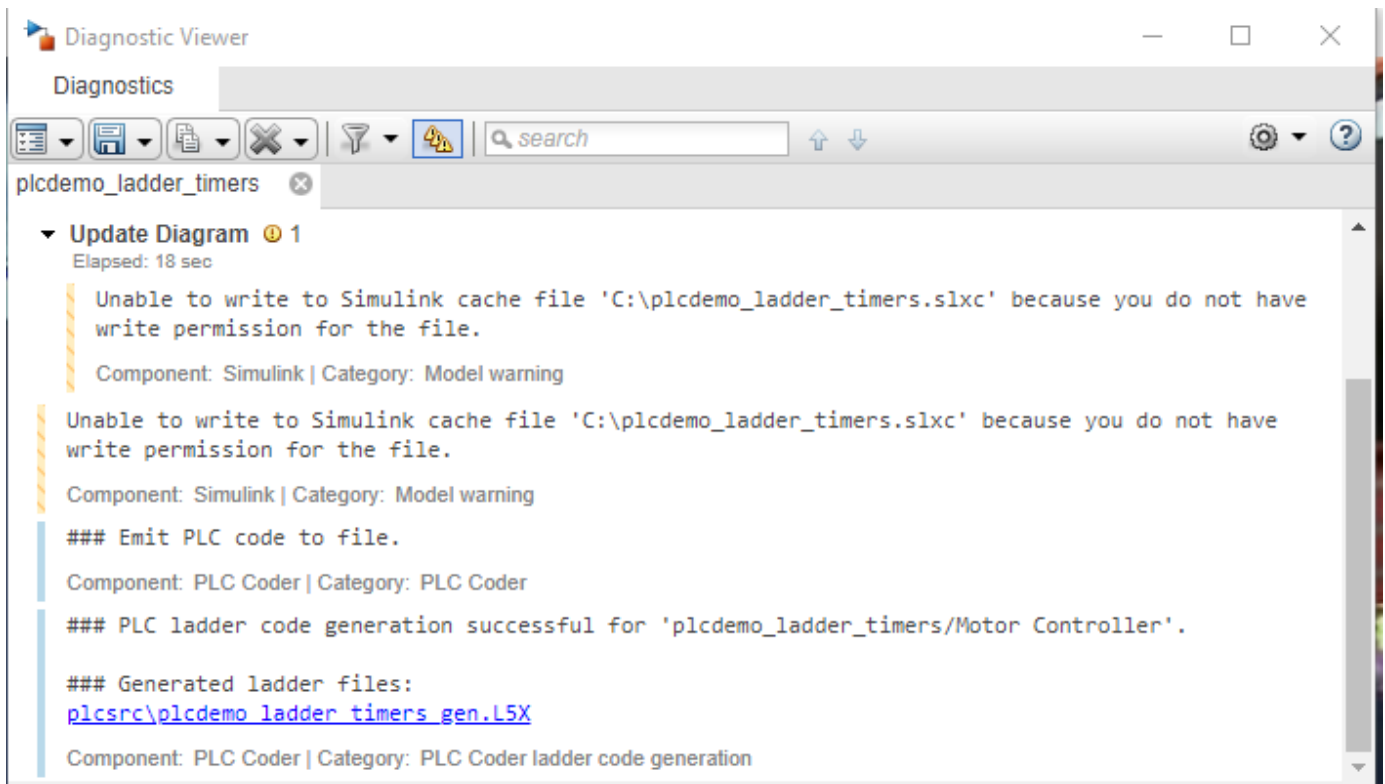 Diagnostic Viewer
Diagnostics
search
plcdemo_ladder_timers
Update Diagram 1
Elapsed: 18 sec
Unable to write to Simulink cache file 'C:\plcdemo_ladder_timers.slxc' because you do not have
write permission for the file.
Component: Simulink | Category: Model warning
Unable to write to Simulink cache file 'C:\plcdemo_ladder_timers.slxc' because you do not have
write permission for the file.
Component: Simulink | Category: Model warning
### Emit PLC code to file.
Component: PLC Coder | Category: PLC Coder
### PLC ladder code generation successful for 'plcdemo_ladder_timers/Motor Controller'.
### Generated ladder files:
plcsrc\plcdemo_ladder_timers_gen.L5X
Component: PLC Coder | Category: PLC Coder ladder code generation